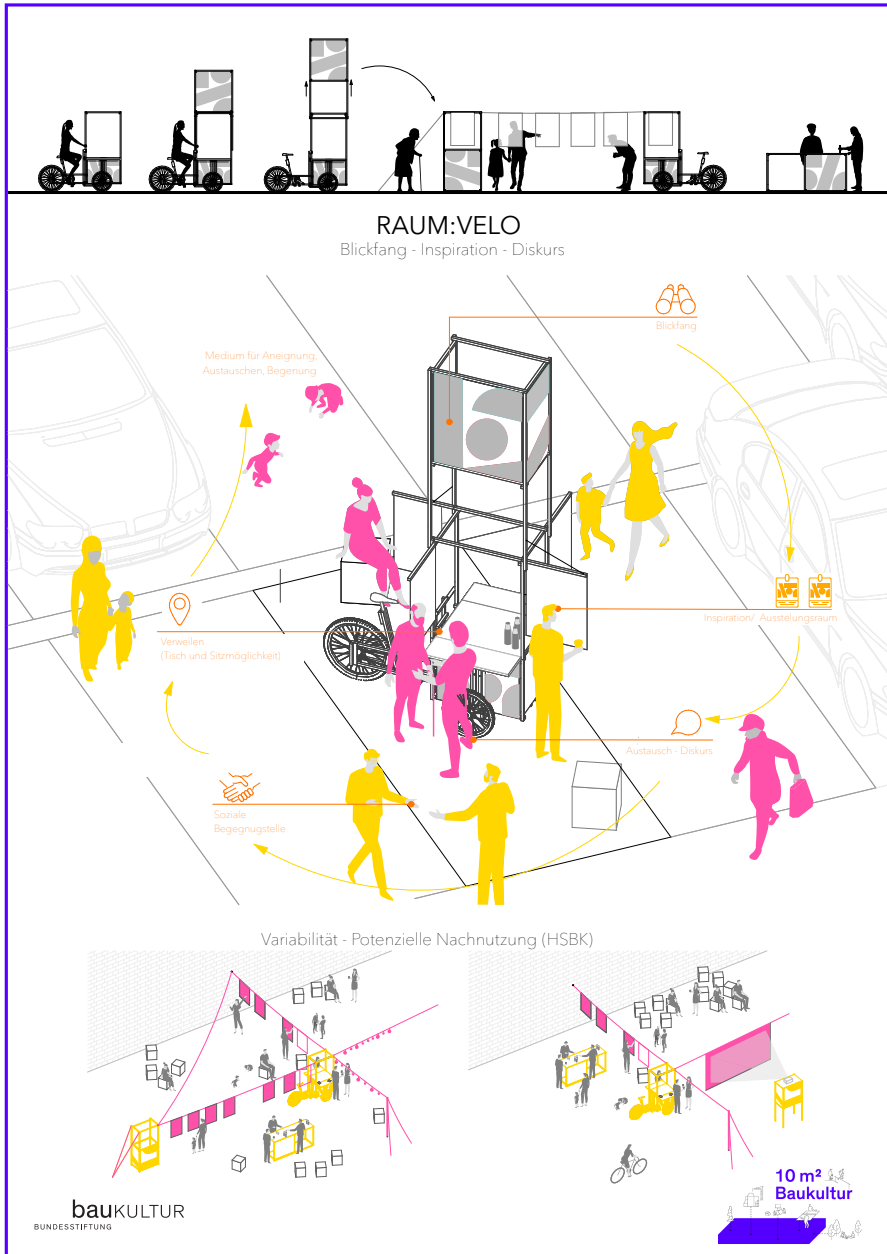 RAUM:VELO
Blickfang - Inspiration - Diskurs
Blickfang
Medium für Aneignung,
Austauschen, Begenung
Inspiration/ Ausstelungsraum
Verweilen
(Tisch und Sitzmöglichkeit)
Austausch - Diskurs
Soziale
Begegnugstelle
Variabilität - Potenzielle Nachnutzung (HSBK)
10 m²
Baukultur
bauKULTUR
BUNDESSTIFTUNG